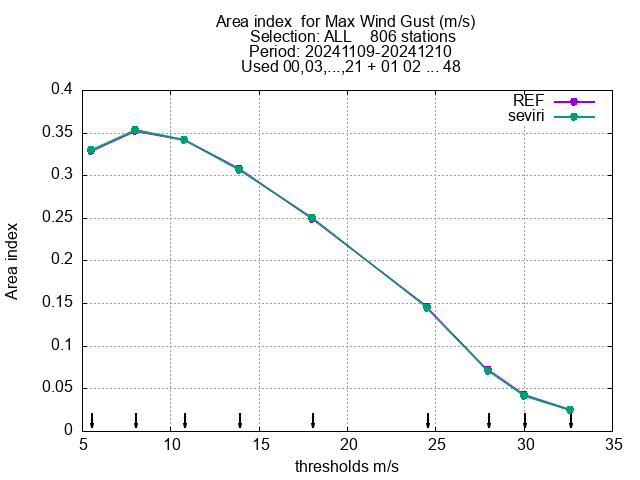 Area index  for Max Wind Gust (m/s)
Selection: ALL    806 stations
Period: 20241109-20241210
Used 00,03,...,21 + 01 02 ... 48
REF
seviri
0.4
0.35
0.3
0.25
0.2
0.15
0.1
0.05
0
Area index
5 10 15 20 25 30 35
thresholds m/s